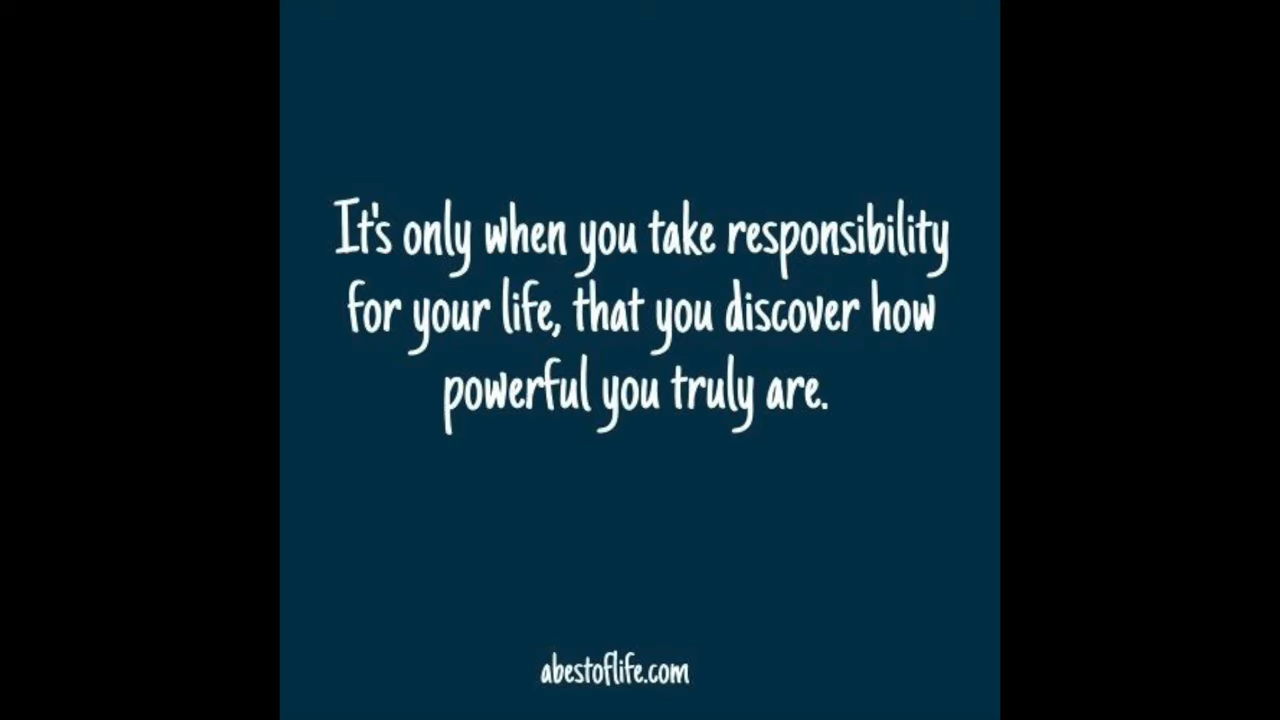 It's only when you take responsibility
for your life, that you discover how
powerful you truly are.
abestoflife.com